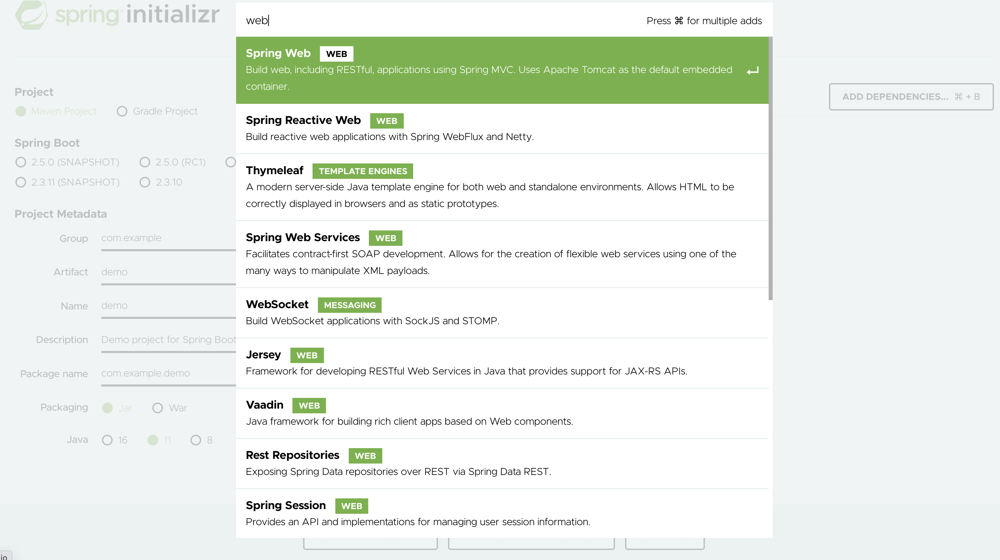 spring initializr
web
Press ⌘ for multiple adds
Spring Web WEB
Build web, including RESTful, applications using Spring MVC. Uses Apache Tomcat as the default embedded
container.
Spring Reactive Web WEB
Build reactive web applications with Spring WebFlux and Netty.
Thymeleaf TEMPLATE ENGINES
A modern server-side Java template engine for both web and standalone environments. Allows HTML to be
correctly displayed in browsers and as static prototypes.
Spring Web Services WEB
Facilitates contract-first SOAP development. Allows for the creation of flexible web services using one of the
many ways to manipulate XML payloads.
WebSocket MESSAGING
Build WebSocket applications with SockJS and STOMP.
Jersey WEB
Framework for developing RESTful Web Services in Java that provides support for JAX-RS APIs.
Vaadin WEB
Java framework for building rich client apps based on Web components.
Rest Repositories WEB
Exposing Spring Data repositories over REST via Spring Data REST.
Spring Session WEB
Provides an API and implementations for managing user session information.
Project
Maven Project Gradle Project
Spring Boot
2.5.0 (SNAPSHOT) 2.5.0 (RC1)
2.3.11 (SNAPSHOT) 2.3.10
Project Metadata
Group com.example
Artifact demo
Name demo
Description Demo project for Spring Boot
Package name com.example.demo
Packaging Jar War
Java 16 11 8
ADD DEPENDENCIES... ⌘ + B
io